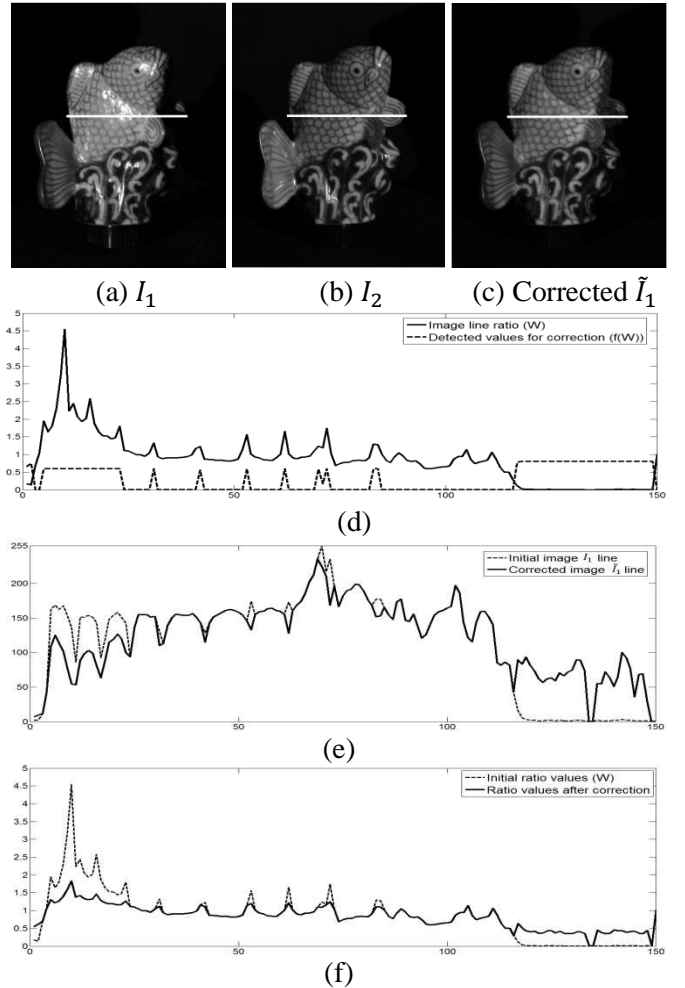 (a) I₁ (b) I₂ (c) Corrected Ĩ₁
5
4.5
4
3.5
3
2.5
2
1.5
1
0.5
0
0 50 100 150
Image line ratio (W)
Detected values for correction (f(W))
(d)
255
200
150
100
50
0
0 50 100 150
Initial image I₁ line
Corrected image Ĩ₁ line
(e)
5
4.5
4
3.5
3
2.5
2
1.5
1
0.5
0
0 50 100 150
Initial ratio values (W)
Ratio values after correction
(f)